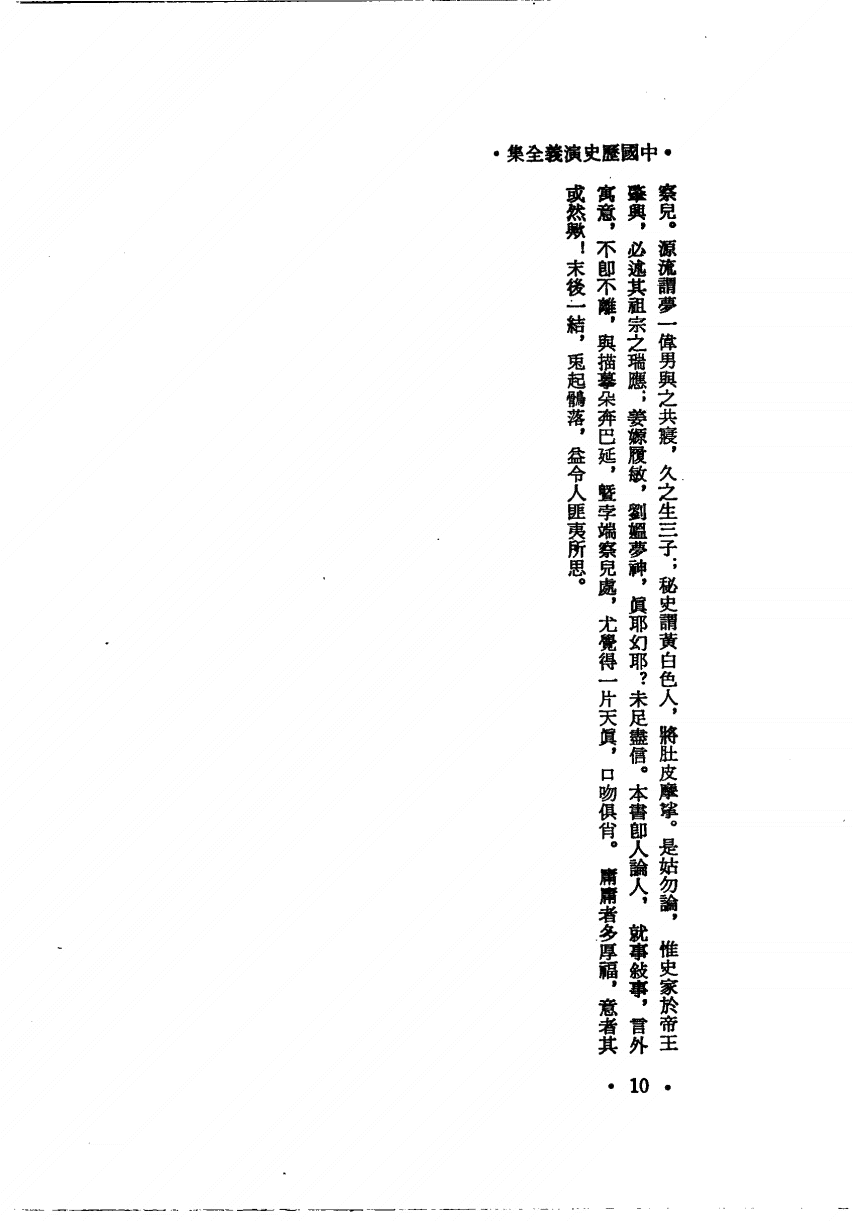 •中國歷史演義全集•
察兒。源流謂夢一偉男與之共寢，久之生三子；秘史謂黃白色人，將肚皮摩挲。是姑勿論，惟史家於帝王
肇興，必述其祖宗之瑞應；姜嫄履敏，劉媼夢神，眞耶幻耶？未足盡信。本書卽人論人，就事敍事，言外
寓意，不卽不離，與描摹朵奔巴延，暨孛端察兒處，尤覺得一片天眞，口吻俱肖。庸庸者多厚福，意者其
或然歟！末後一結，兎起鶻落，益令人匪夷所思。
•10•